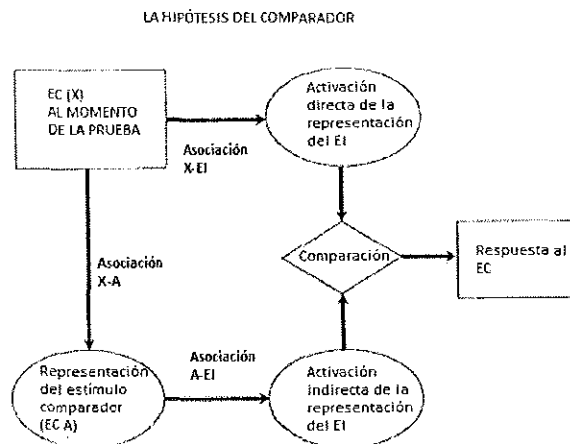 LA HIPÓTESIS DEL COMPARADOR
EC (X)
AL MOMENTO
DE LA PRUEBA
Activación
directa de la
representación
del EI
Asociación
X-EI
Asociación
X-A
Comparación
Respuesta al
EC
Representación
del estímulo
comparador
(EC A)
Asociación
A-EI
Activación
indirecta de la
representación
del EI